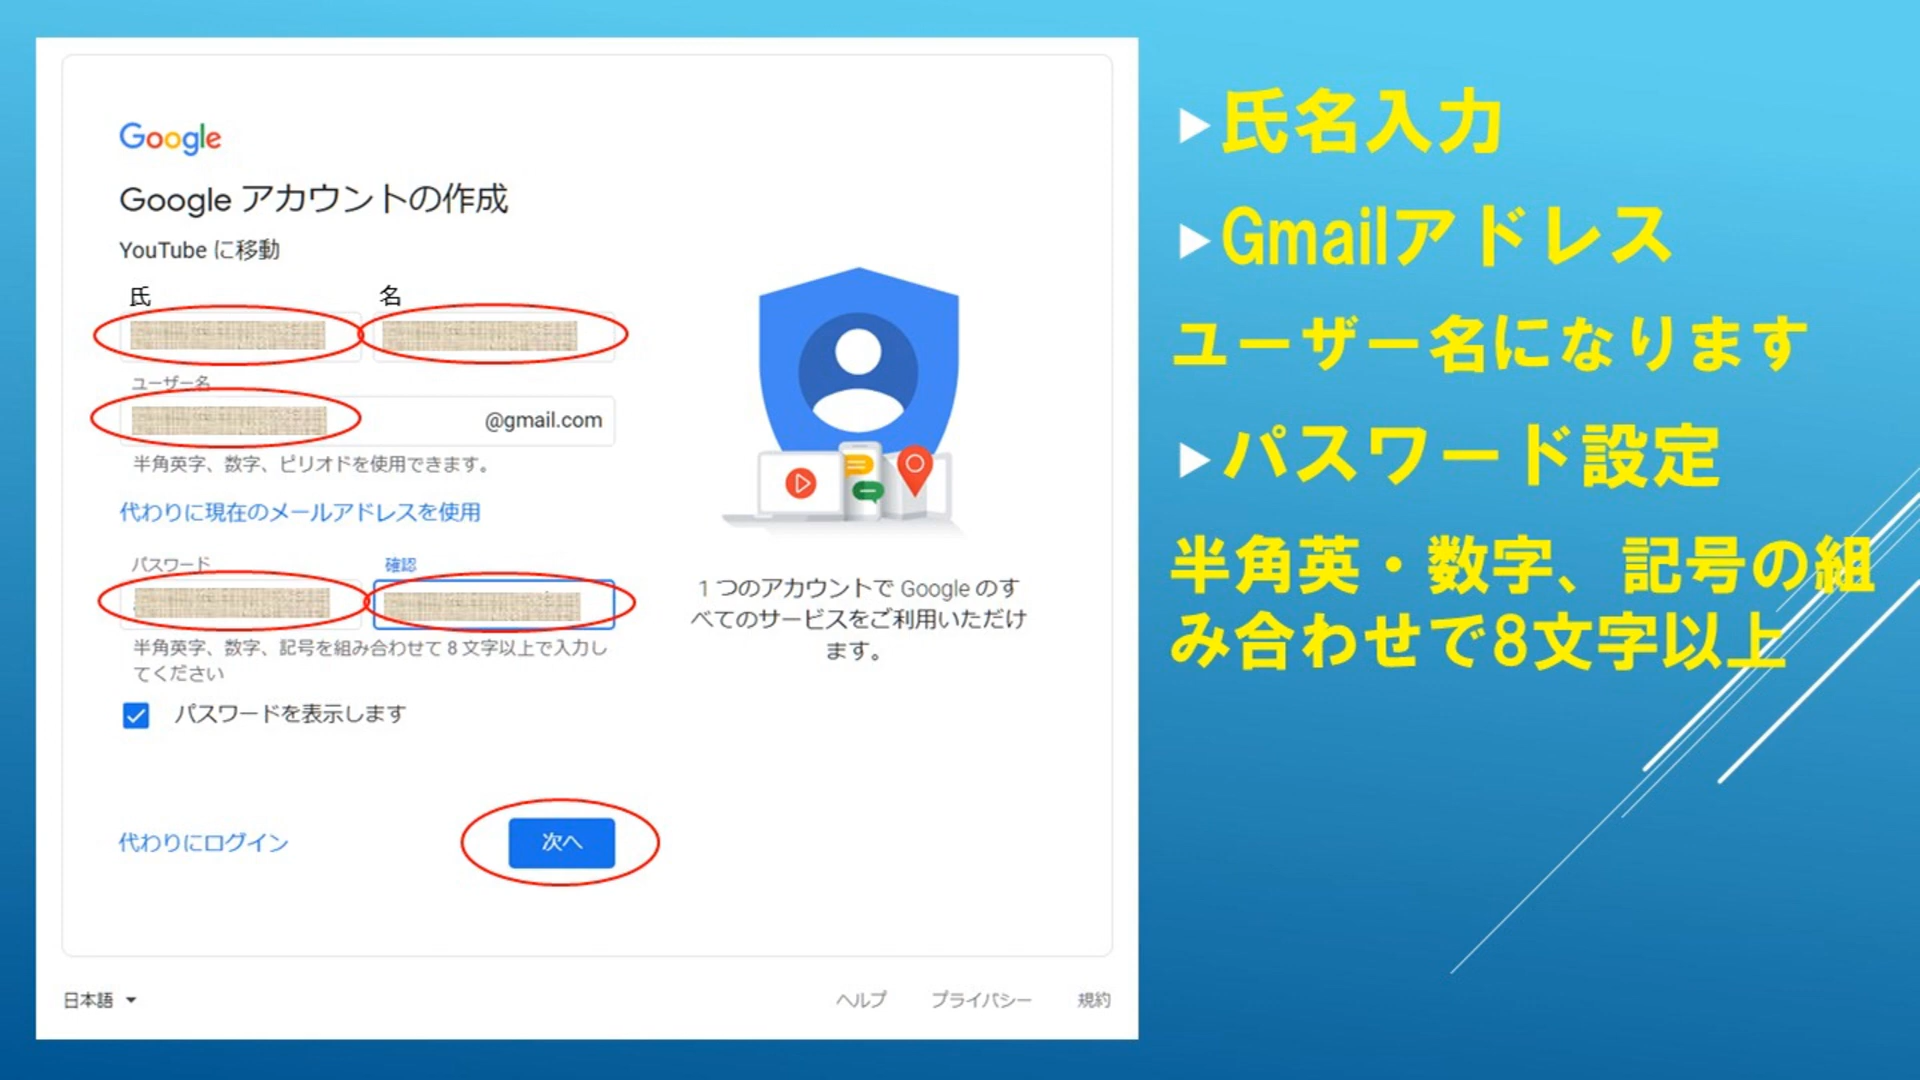 Google
Google アカウントの作成
YouTube に移動
氏 名
ユーザー名
@gmail.com
半角英字、数字、ピリオドを使用できます。
代わりに現在のメールアドレスを使用
パスワード 確認
半角英字、数字、記号を組み合わせて 8 文字以上で入力し
てください
パスワードを表示します
代わりにログイン
次へ
1 つのアカウントで Google のす
べてのサービスをご利用いただけ
ます。
日本語
ヘルプ プライバシー 規約
氏名入力
Gmailアドレス
ユーザー名になります
パスワード設定
半角英・数字、記号の組
み合わせで8文字以上